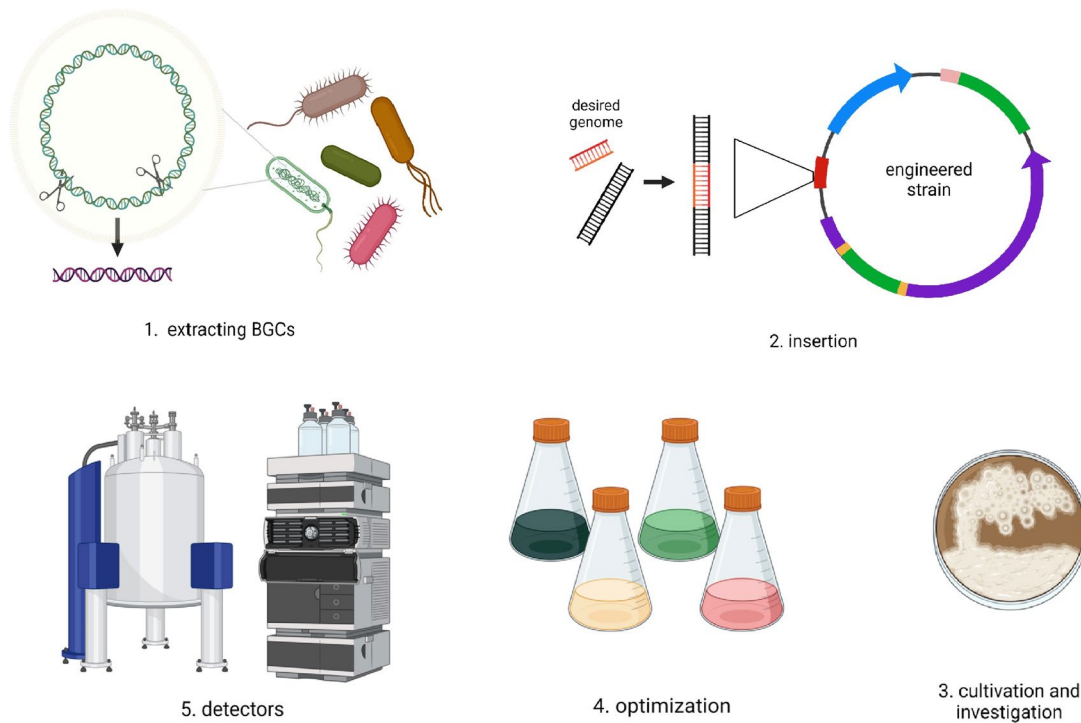 desired
genome
engineered
strain
1. extracting BGCs
2. insertion
5. detectors
4. optimization
3. cultivation and
investigation